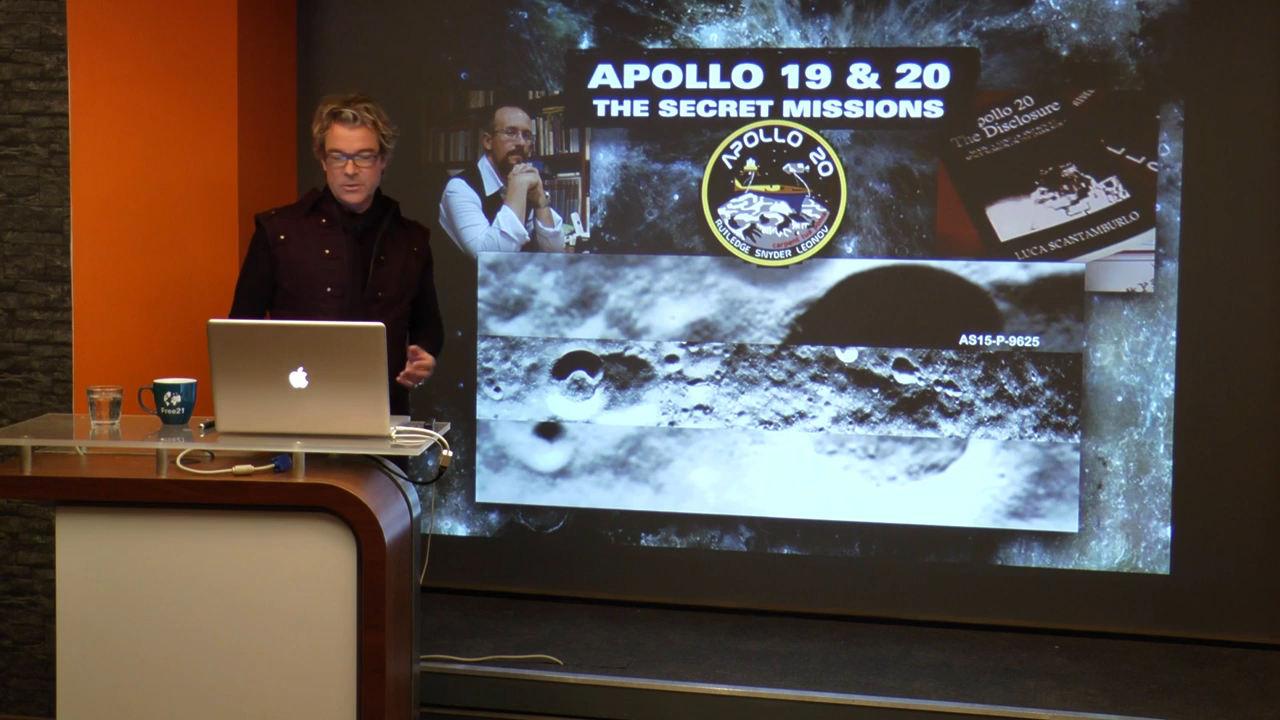 APOLLO 19 & 20
THE SECRET MISSIONS
APOLLO 20
RUTLEDGE SNYDER LEONOV
Apollo 20
The Disclosure
LUCA SCANTAMBURLO
AS15-P-9625
Free21